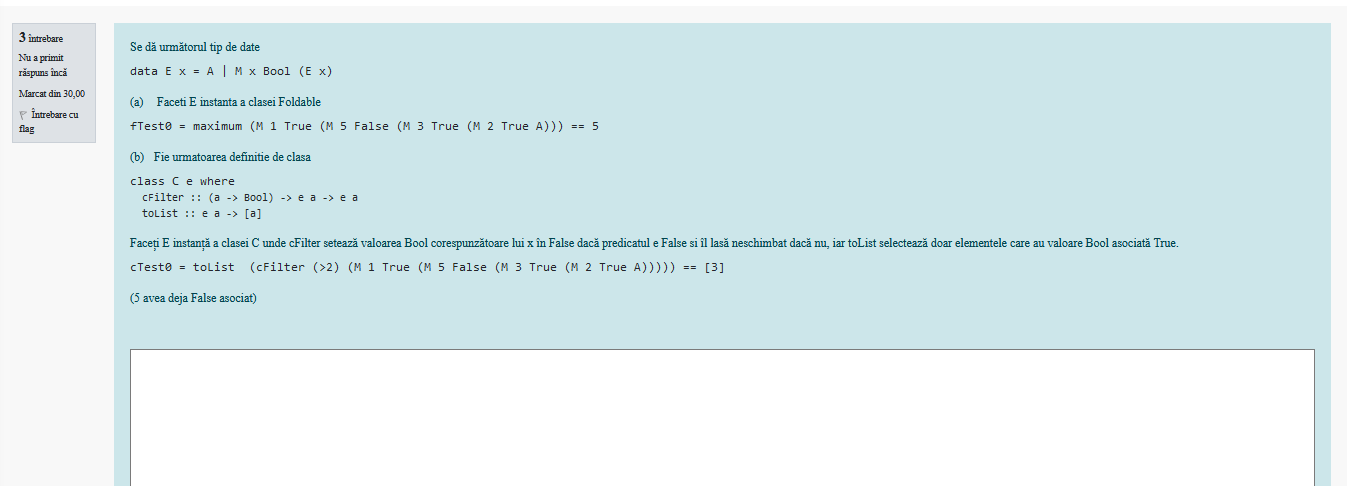 3 întrebare
Nu a primit
răspuns încă
Marcat din 30,00
Întrebare cu
flag
Se dă următorul tip de date
data E x = A | M x Bool (E x)
(a) Faceti E instanta a clasei Foldable
fTest0 = maximum (M 1 True (M 5 False (M 3 True (M 2 True A))) == 5
(b) Fie urmatoarea definitie de clasa
class C e where
cFilter :: (a -> Bool) -> e a -> e a
toList :: e a -> [a]
Faceți E instanță a clasei C unde cFilter setează valoarea Bool corespunzătoare lui x în False dacă predicatul e False si îl lasă neschimbat dacă nu, iar toList selectează doar elementele care au valoare Bool asociată True.
cTest0 = toList (cFilter (>2) (M 1 True (M 5 False (M 3 True (M 2 True A))))) == [3]
(5 avea deja False asociat)